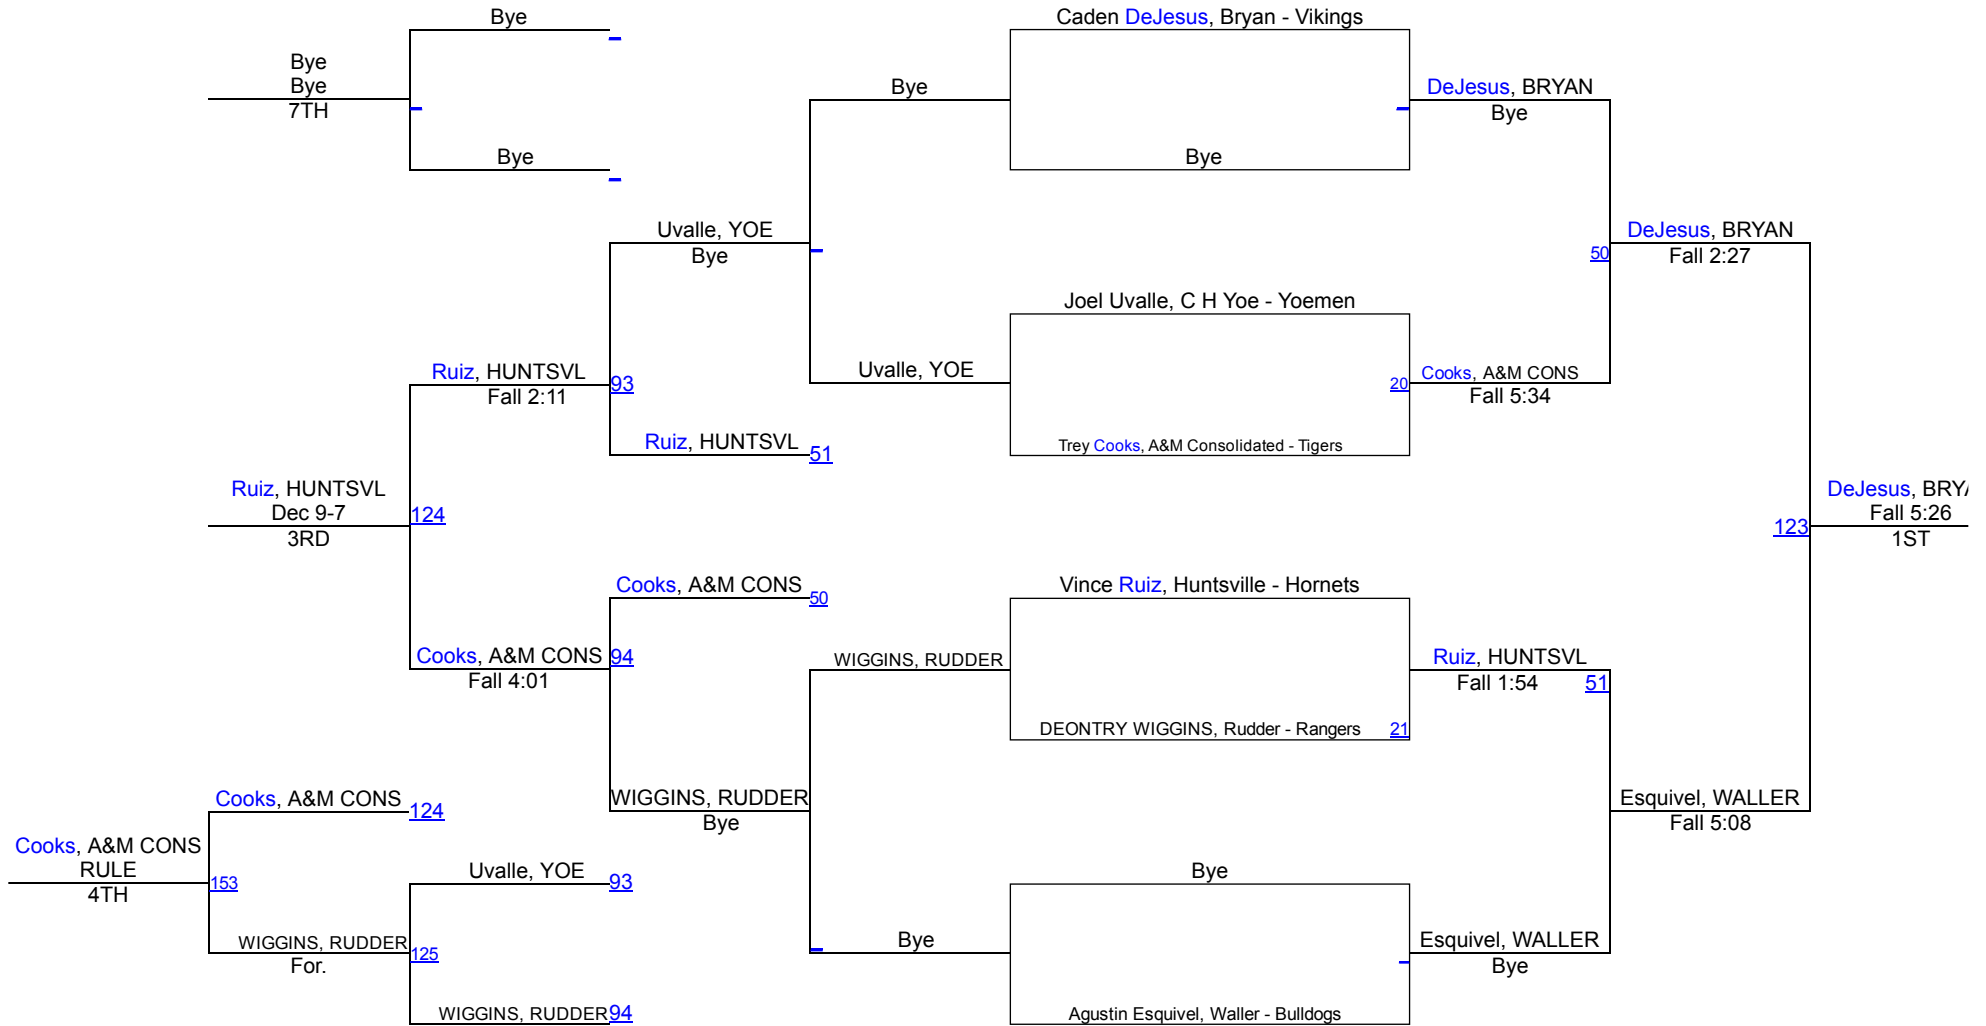 Bye
Caden DeJesus, Bryan - Vikings
Bye
Bye
7TH
Bye
DeJesus, BRYAN
Bye
Bye
Bye
Uvalle, YOE
Bye
DeJesus, BRYAN
50
Fall 2:27
Joel Uvalle, C H Yoe - Yoemen
Ruiz, HUNTSVL
93
Fall 2:11
Uvalle, YOE
20
Cooks, A&M CONS
Fall 5:34
Ruiz, HUNTSVL
51
Trey Cooks, A&M Consolidated - Tigers
Ruiz, HUNTSVL
Dec 9-7
124
3RD
DeJesus, BRYA
Fall 5:26
123
1ST
Cooks, A&M CONS
50
Vince Ruiz, Huntsville - Hornets
Cooks, A&M CONS
94
Fall 4:01
WIGGINS, RUDDER
Ruiz, HUNTSVL
Fall 1:54
51
DEONTRY WIGGINS, Rudder - Rangers
21
Cooks, A&M CONS
124
WIGGINS, RUDDER
Bye
Esquivel, WALLER
Fall 5:08
Cooks, A&M CONS
RULE
153
4TH
Uvalle, YOE
93
Bye
WIGGINS, RUDDER
125
For.
Bye
Esquivel, WALLER
Bye
WIGGINS, RUDDER
94
Agustin Esquivel, Waller - Bulldogs